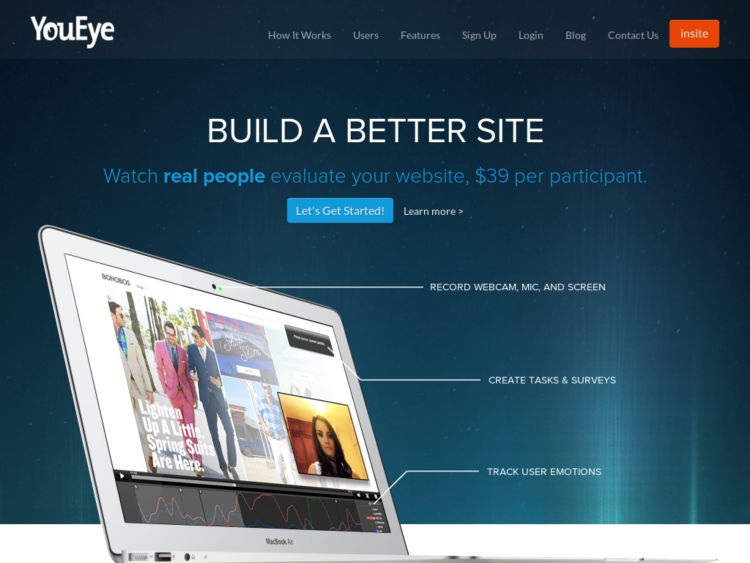 YouEye
How It Works
Users
Features
Sign Up
Login
Blog
Contact Us
insite
BUILD A BETTER SITE
Watch real people evaluate your website, $39 per participant.
Let's Get Started!
Learn more >
RECORD WEBCAM, MIC, AND SCREEN
CREATE TASKS & SURVEYS
TRACK USER EMOTIONS
BONOBOS
Lighten
Up A Little.
Spring Suits
Are Here.
MacBook Air